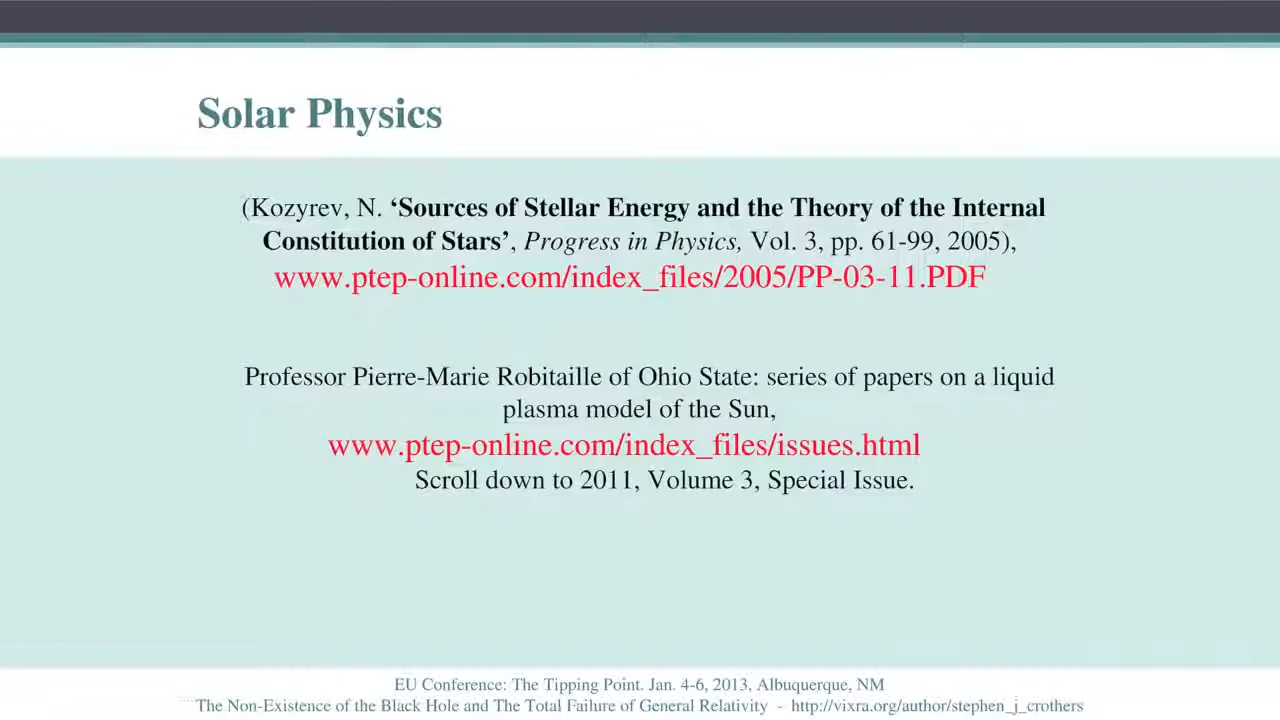 Solar Physics
(Kozyrev, N. ‘Sources of Stellar Energy and the Theory of the Internal
Constitution of Stars’, Progress in Physics, Vol. 3, pp. 61-99, 2005),
www.ptep-online.com/index_files/2005/PP-03-11.PDF
Professor Pierre-Marie Robitaille of Ohio State: series of papers on a liquid
plasma model of the Sun,
www.ptep-online.com/index_files/issues.html
Scroll down to 2011, Volume 3, Special Issue.
EU Conference: The Tipping Point. Jan. 4-6, 2013, Albuquerque, NM
The Non-Existence of the Black Hole and The Total Failure of General Relativity - http://vixra.org/author/stephen_j_crothers